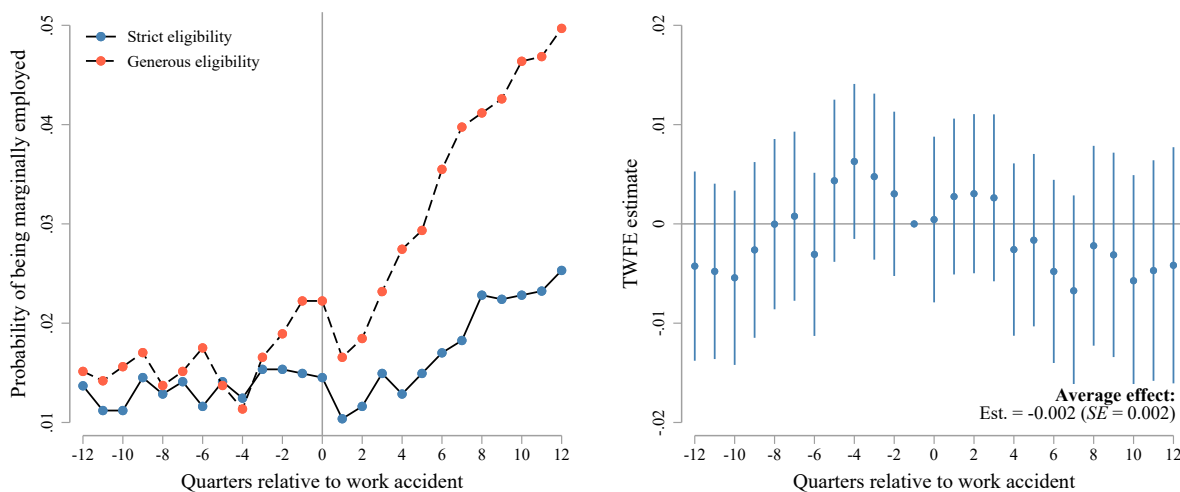 Probability of being marginally employed
.05
.04
.03
.02
.01
Strict eligibility
Generous eligibility
-12 -10 -8 -6 -4 -2 0 2 4 6 8 10 12
Quarters relative to work accident
TWFE estimate
.02
.01
0
-.01
-.02
Average effect:
Est. = -0.002 (SE = 0.002)
-12 -10 -8 -6 -4 -2 0 2 4 6 8 10 12
Quarters relative to work accident